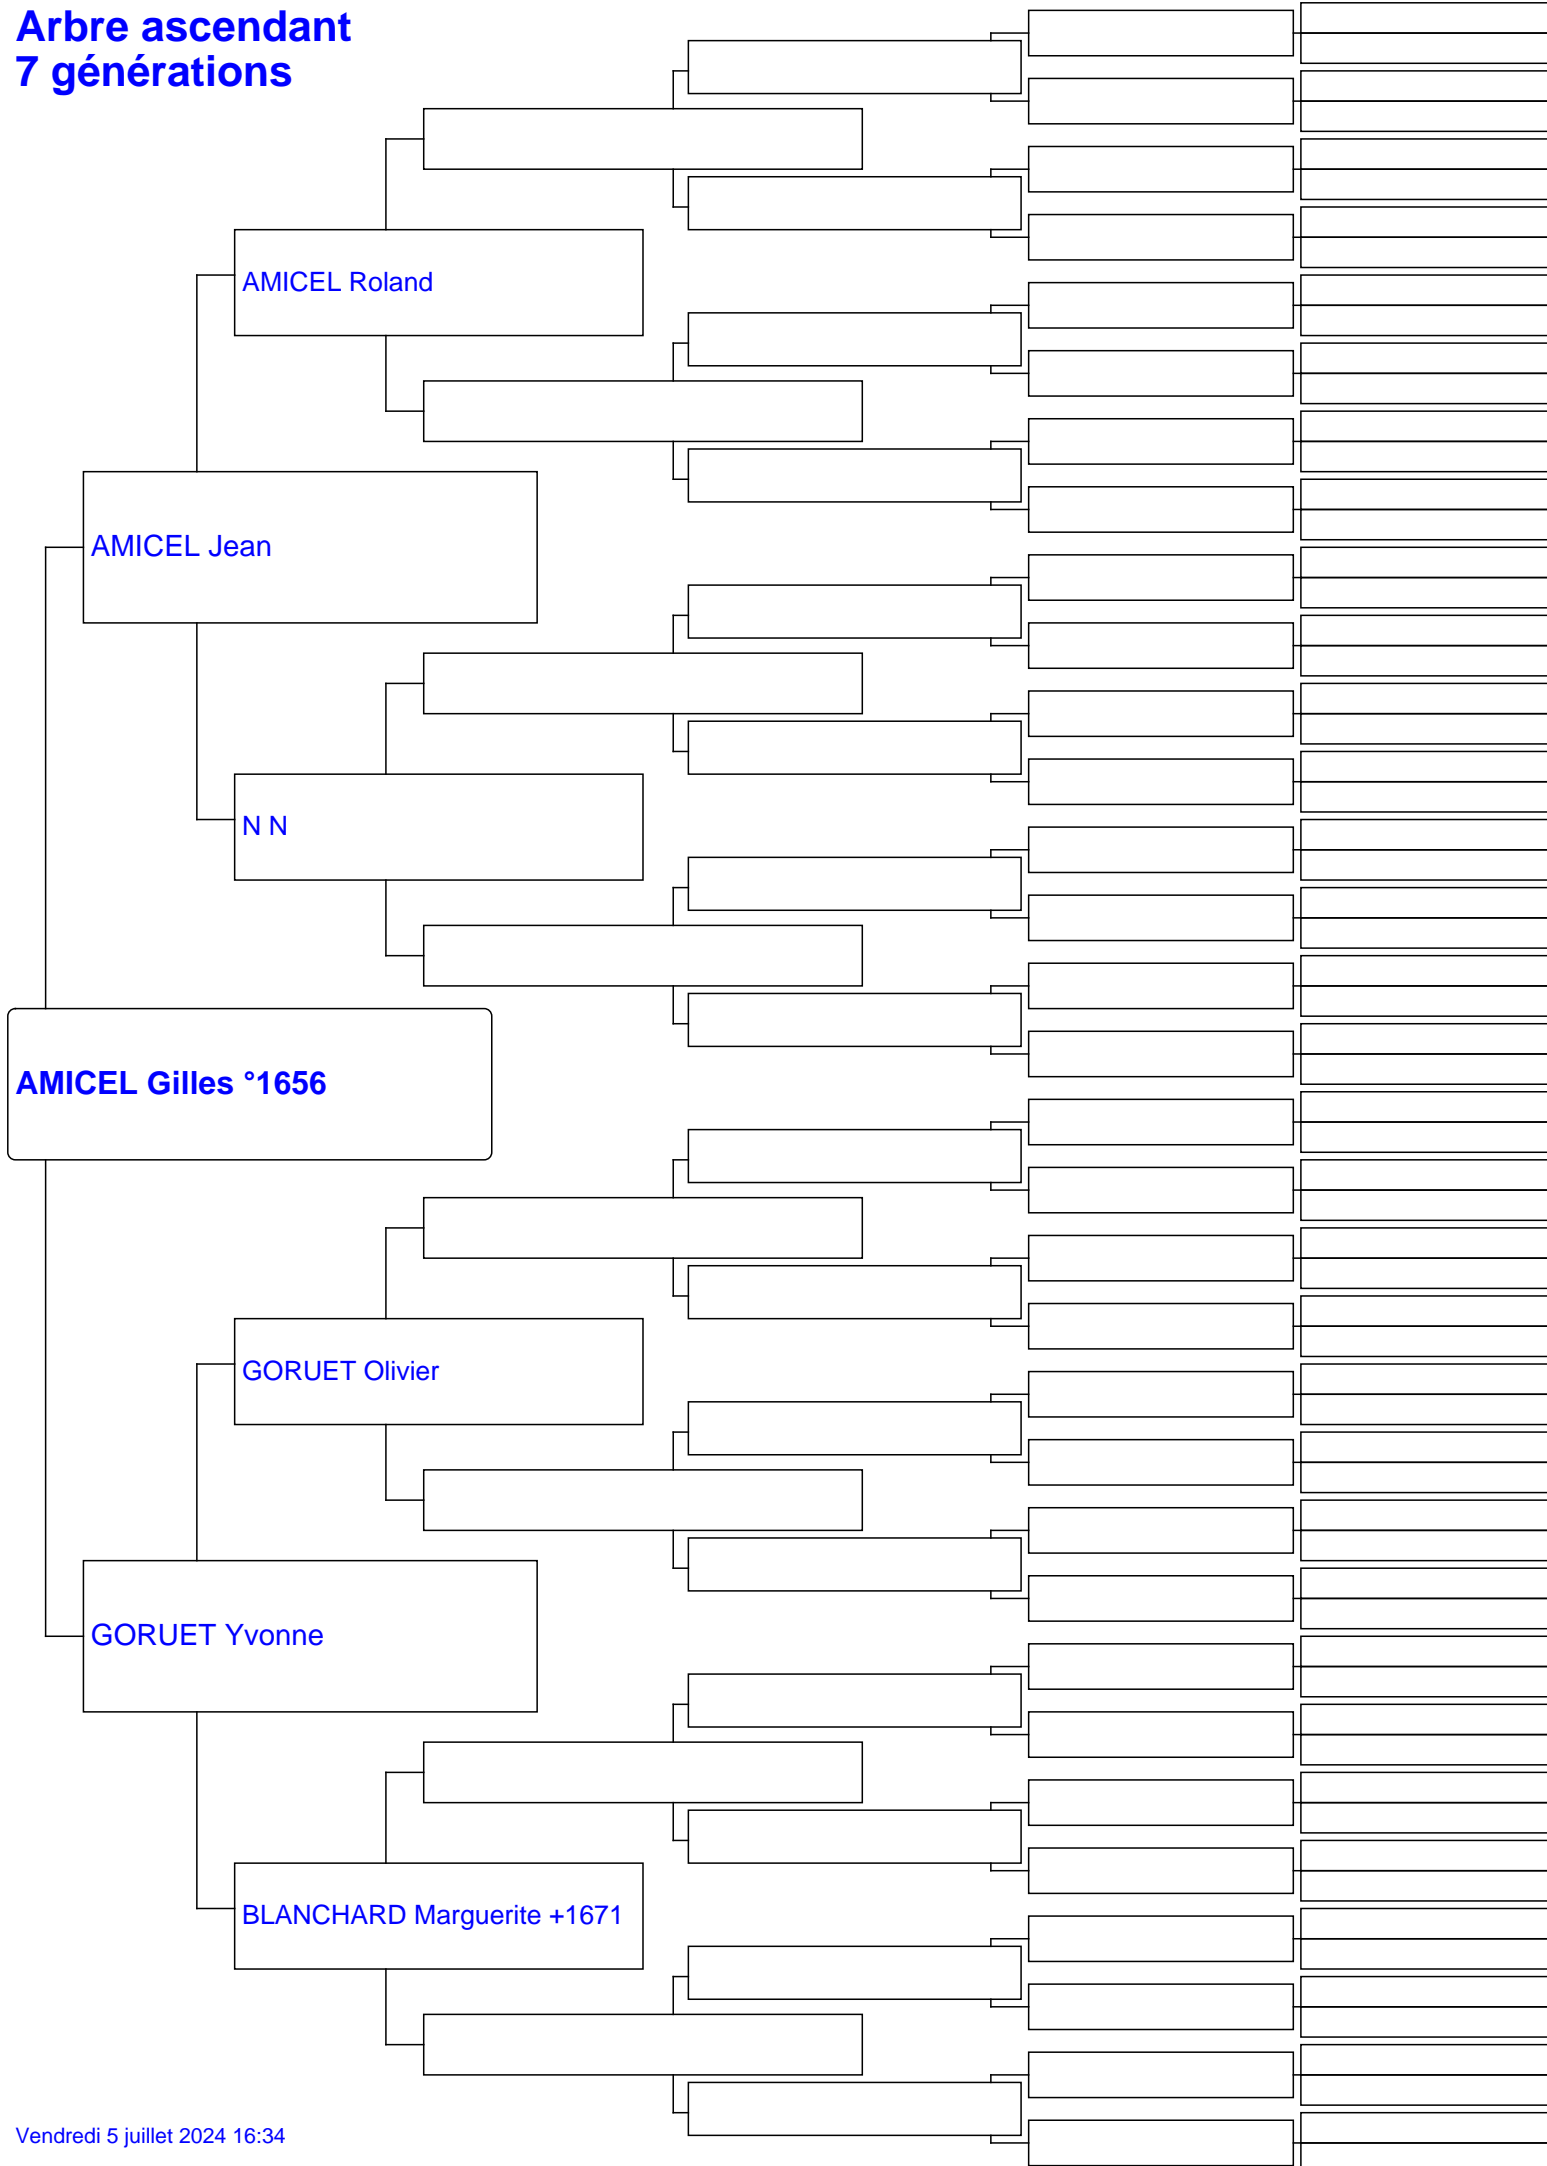 Arbre ascendant
7 générations
AMICEL Roland
AMICEL Jean
N N
AMICEL Gilles °1656
GORUET Olivier
GORUET Yvonne
BLANCHARD Marguerite +1671
Vendredi 5 juillet 2024 16:34